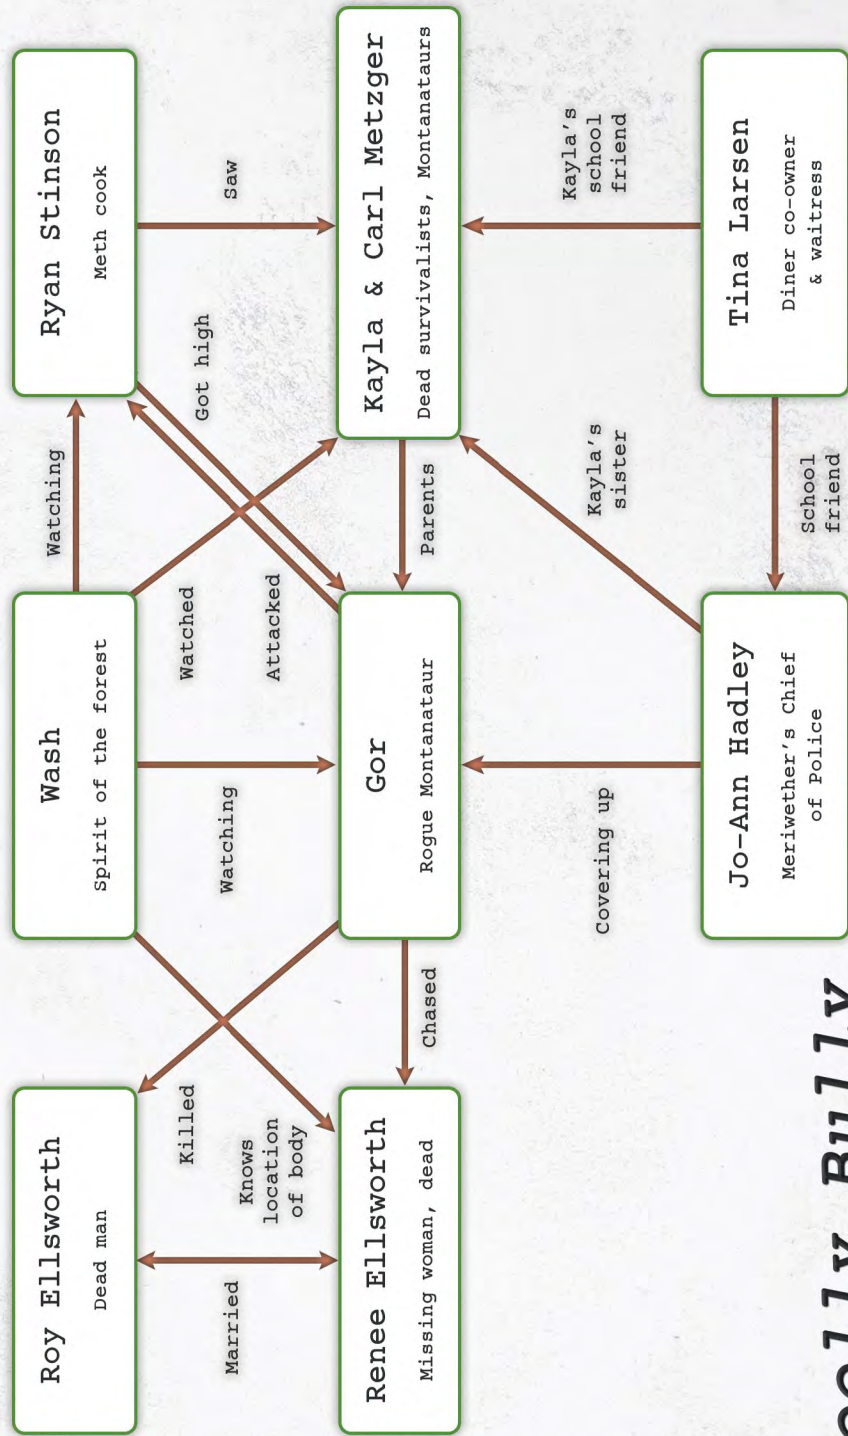 Roy Ellsworth
Dead man
Wash
Spirit of the forest
Watching
Ryan Stinson
Meth cook
Married
Killed
Knows
location
of body
Watching
Watched
Attacked
Got high
Saw
Renee Ellsworth
Missing woman, dead
Chased
Gor
Rogue Montanataur
Parents
Kayla & Carl Metzger
Dead survivalists, Montanataurs
Covering up
Kayla's
sister
Kayla's
school
friend
Jo-Ann Hadley
Meriwether's Chief
of Police
School
friend
Tina Larsen
Diner co-owner
& waitress
oolly Bully